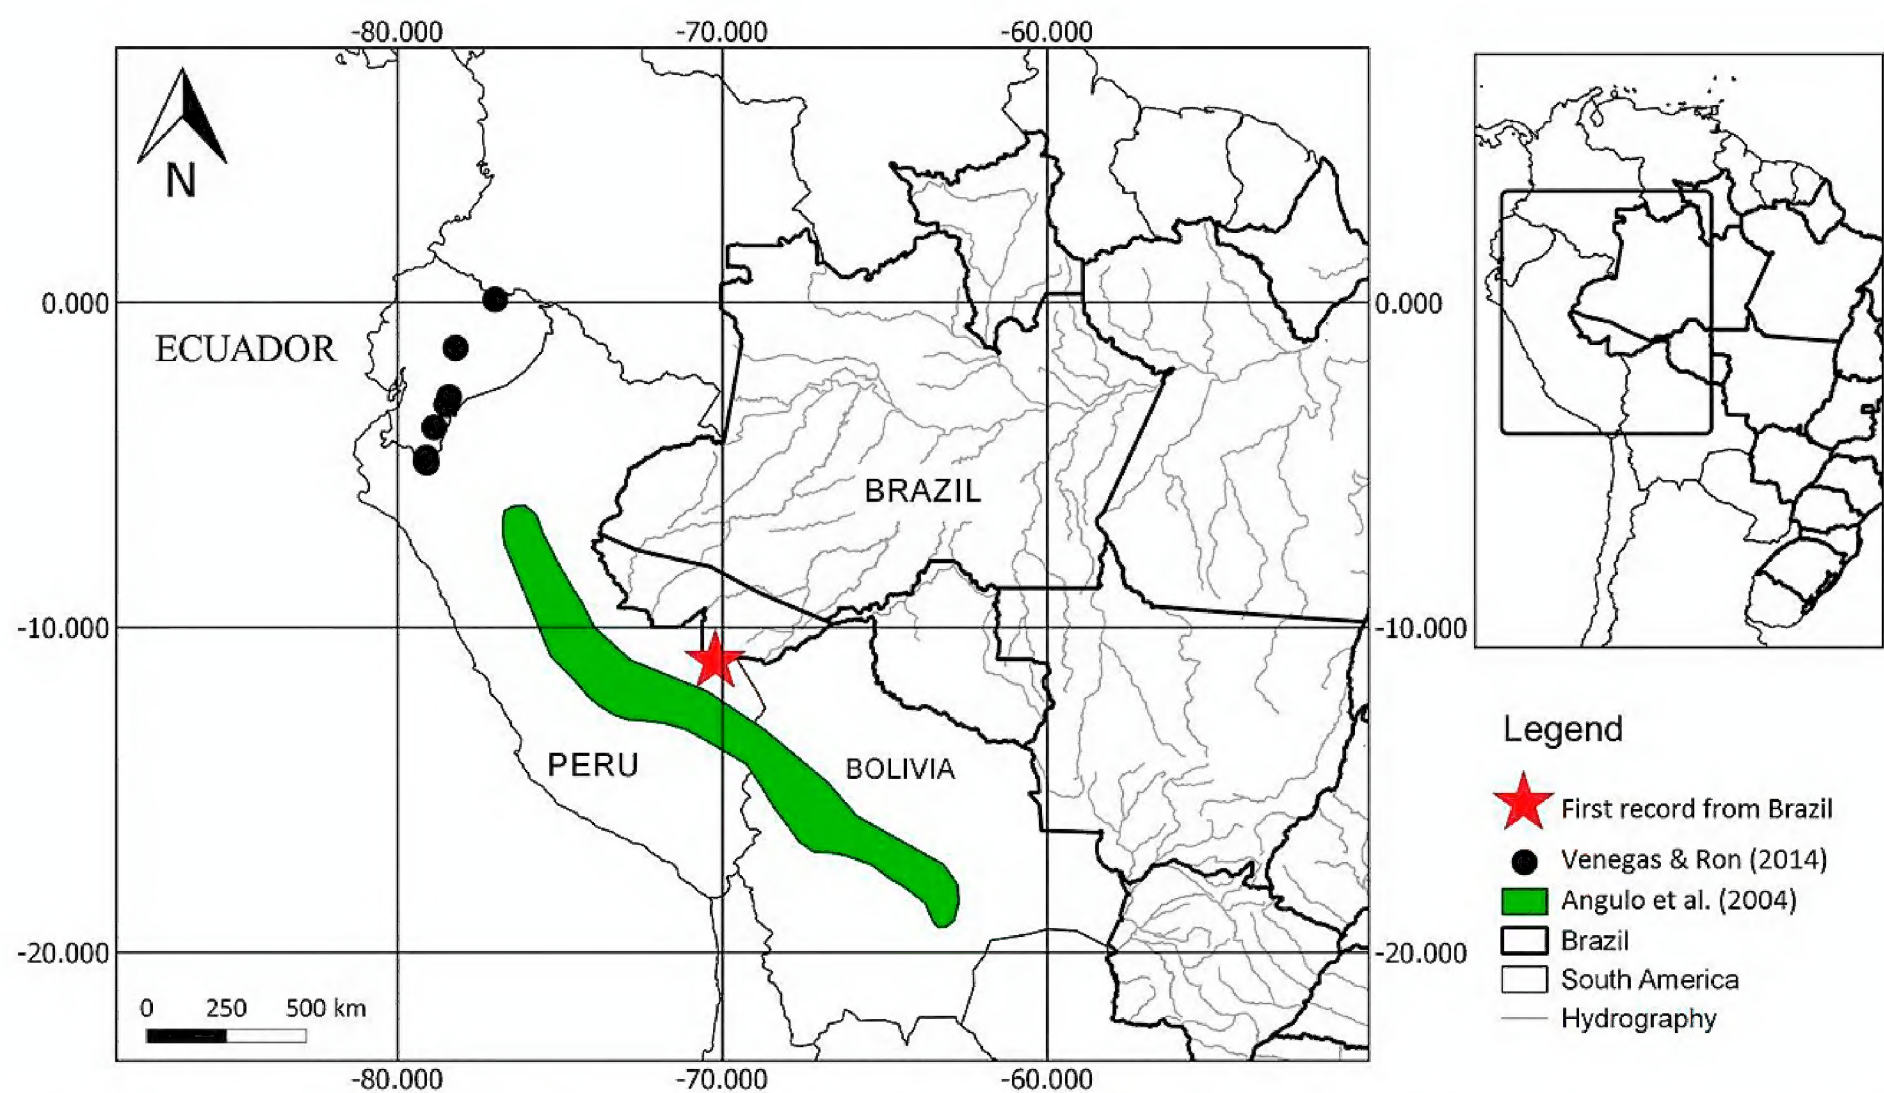 -80.000 -70.000 -60.000
N
0.000 0.000
ECUADOR
BRAZIL
-10.000 -10.000
PERU BOLIVIA
-20.000 -20.000
0 250 500 km
-80.000 -70.000 -60.000
Legend
First record from Brazil
Venegas & Ron (2014)
Angulo et al. (2004)
Brazil
South America
Hydrography